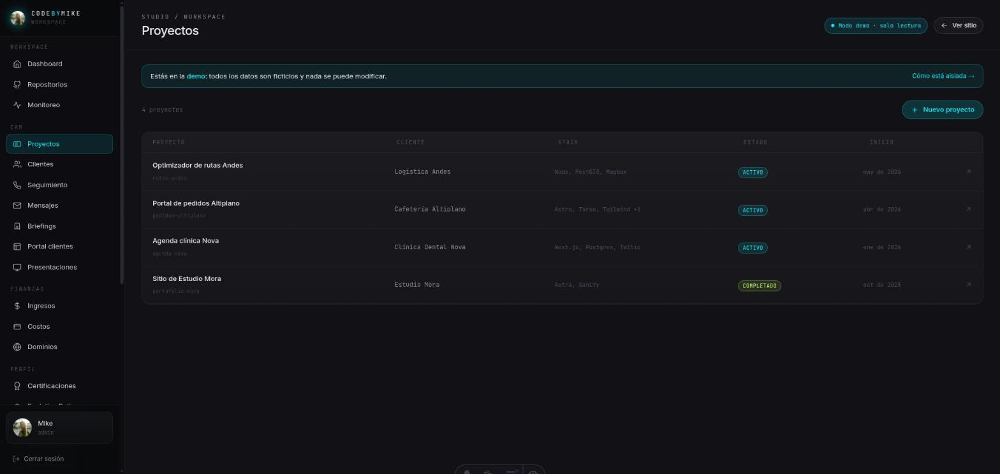 CODEBYMIKE
WORKSPACE
WORKSPACE
Dashboard
Repositorios
Monitoreo
CRM
Proyectos
Clientes
Seguimiento
Mensajes
Briefings
Portal clientes
Presentaciones
FINANZAS
Ingresos
Costos
Dominios
PERFIL
Certificaciones
Mike
admin
Cerrar sesión
STUDIO / WORKSPACE
Proyectos
Modo demo · solo lectura
← Ver sitio
Estás en la demo: todos los datos son ficticios y nada se puede modificar.
Cómo está aislada →
4 proyectos
+ Nuevo proyecto
PROYECTO CLIENTE STACK ESTADO INICIO
Optimizador de rutas Andes
rutas-andes
Logística Andes
Node, PostGIS, Mapbox
ACTIVO
may de 2026
Portal de pedidos Altiplano
pedidos-altiplano
Cafetería Altiplano
Astro, Turso, Tailwind +1
ACTIVO
abr de 2026
Agenda clínica Nova
agenda-nova
Clínica Dental Nova
Next.js, Postgres, Twilio
ACTIVO
ene de 2026
Sitio de Estudio Mora
portafolio-mora
Estudio Mora
Astro, Sanity
COMPLETADO
oct de 2025